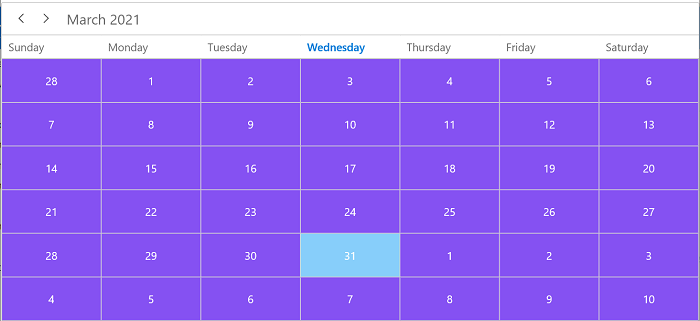 March 2021
Sunday Monday Tuesday Wednesday Thursday Friday Saturday
28 1 2 3 4 5 6
7 8 9 10 11 12 13
14 15 16 17 18 19 20
21 22 23 24 25 26 27
28 29 30 31 1 2 3
4 5 6 7 8 9 10